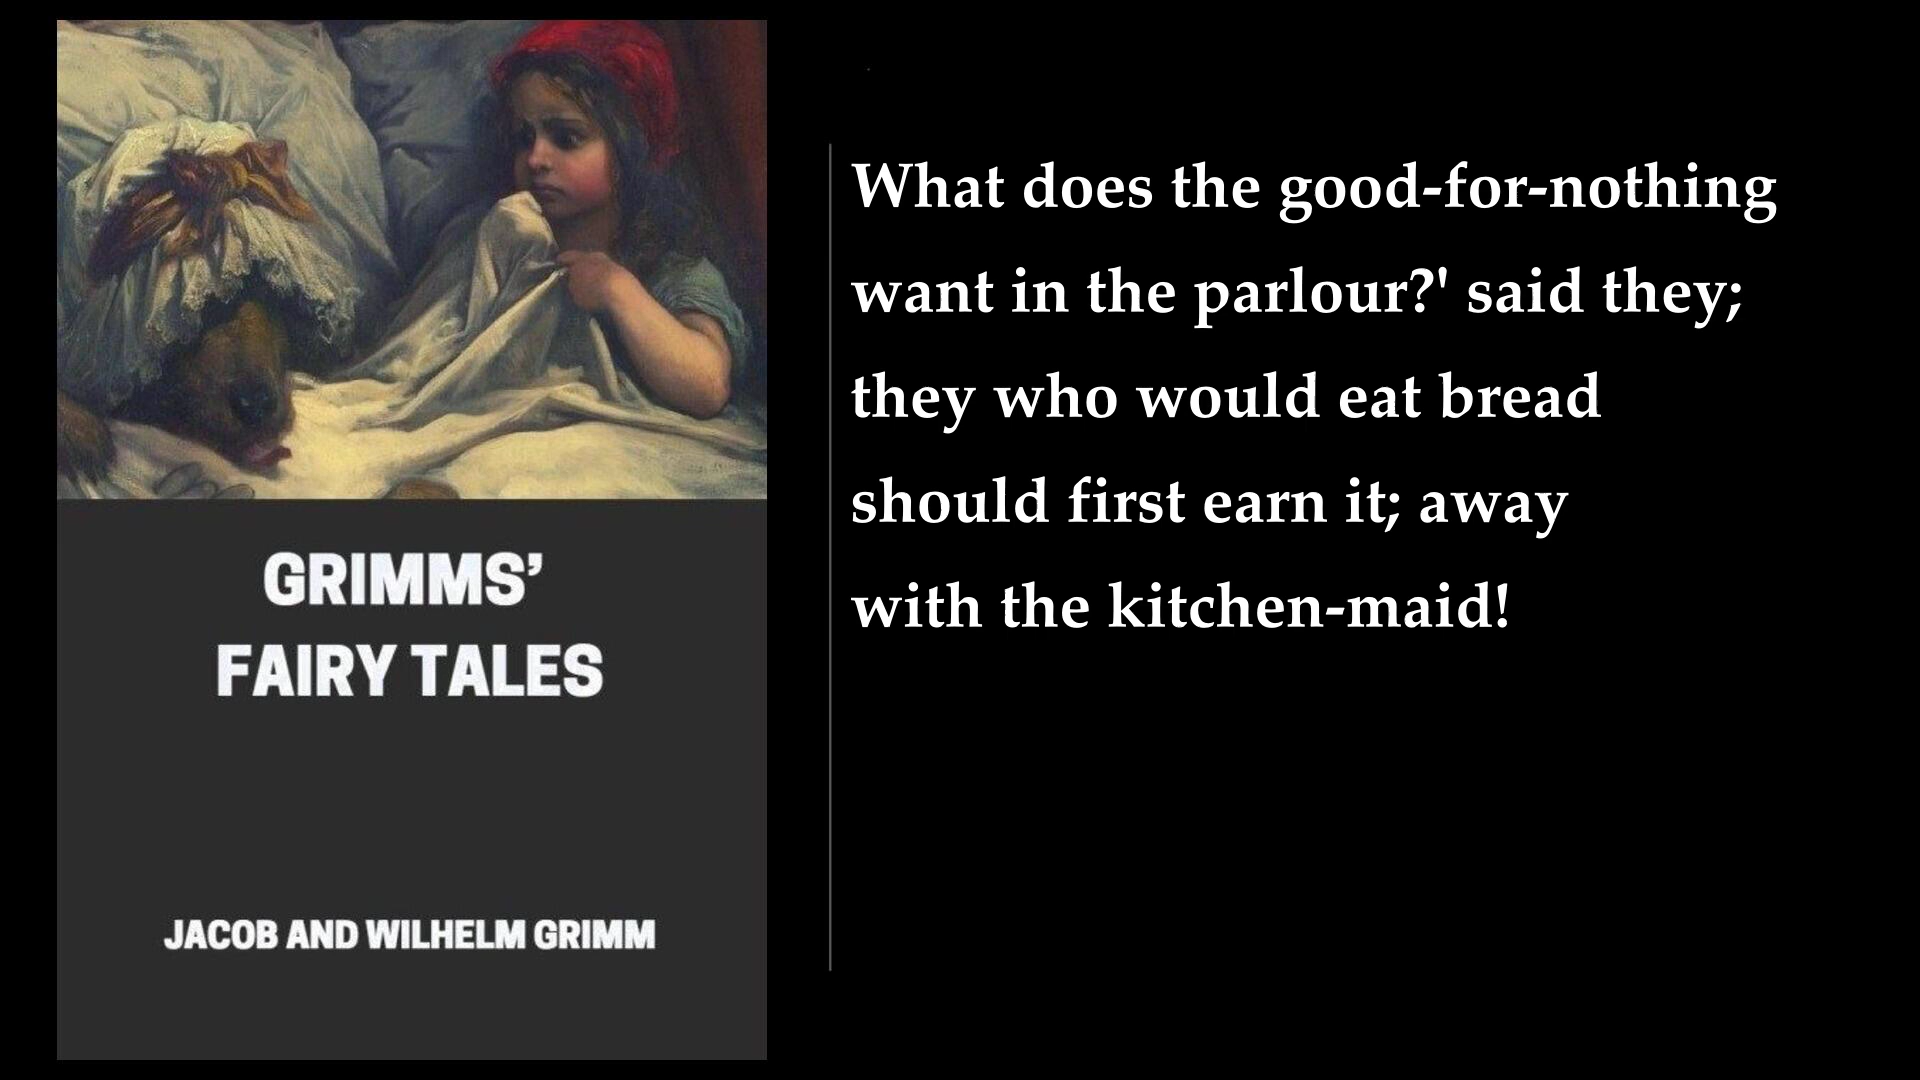 GRIMMS’
FAIRY TALES
JACOB AND WILHELM GRIMM
What does the good-for-nothing
want in the parlour?' said they;
they who would eat bread
should first earn it; away
with the kitchen-maid!